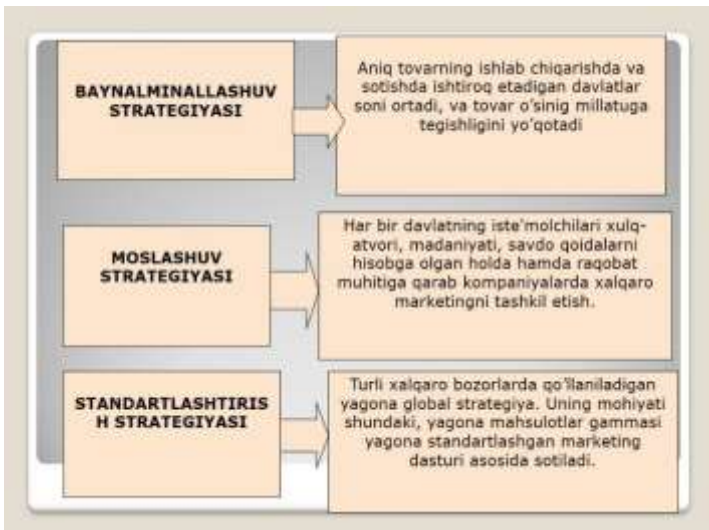 BAYNALMINALLASHUV
STRATEGIYASI
Aniq tovarning ishlab chiqarishda va
sotishda ishtiroq etadigan davlatlar
soni ortadi, va tovar o'sinig millatuga
tegishligini yo'qotadi
MOSLASHUV
STRATEGIYASI
Har bir davlatning iste'molchilari xulq-
atvori, madaniyati, savdo qoidalarni
hisobga olgan holda hamda raqobat
muhitiga qarab kompaniyalarda xalqaro
marketingni tashkil etish.
STANDARTLASHTIRIS
H STRATEGIYASI
Turli xalqaro bozorlarda qo'llaniladigan
yagona global strategiya. Uning mohiyati
shundaki, yagona mahsulotlar gammasi
yagona standartlashgan marketing
dasturi asosida sotiladi.